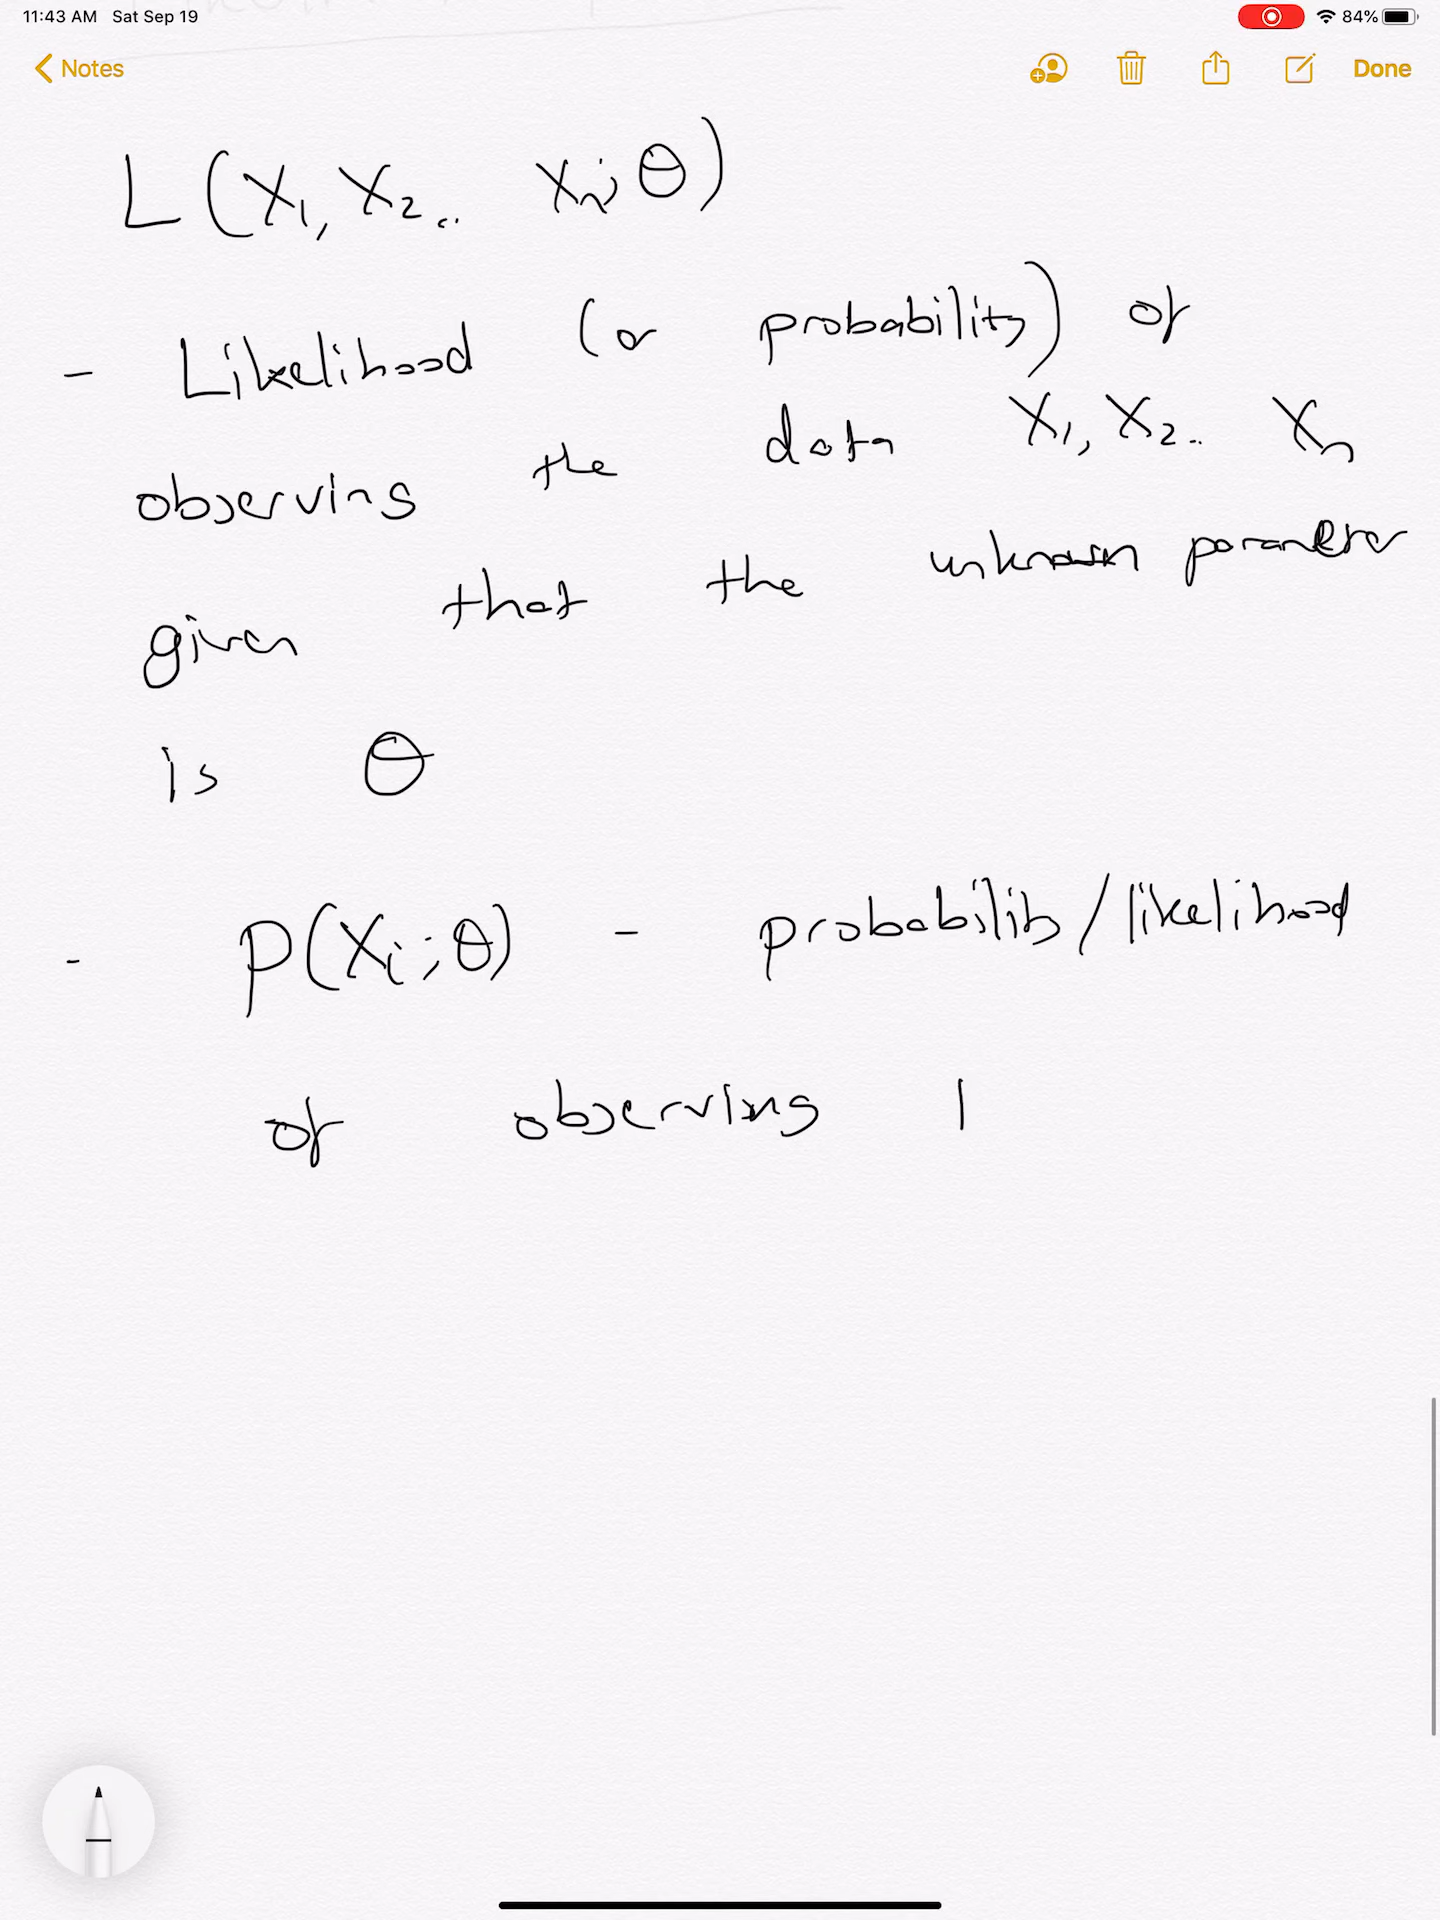 11:43 AM Sat Sep 19
84%
Notes
Done
L(X1, X2.. Xn; θ)
- Likelihood (or probability) of
observing the data X1, X2.. Xn
given that the unknown parameter
is θ
- P(Xi; θ) - probability/likelihood
of observing 1